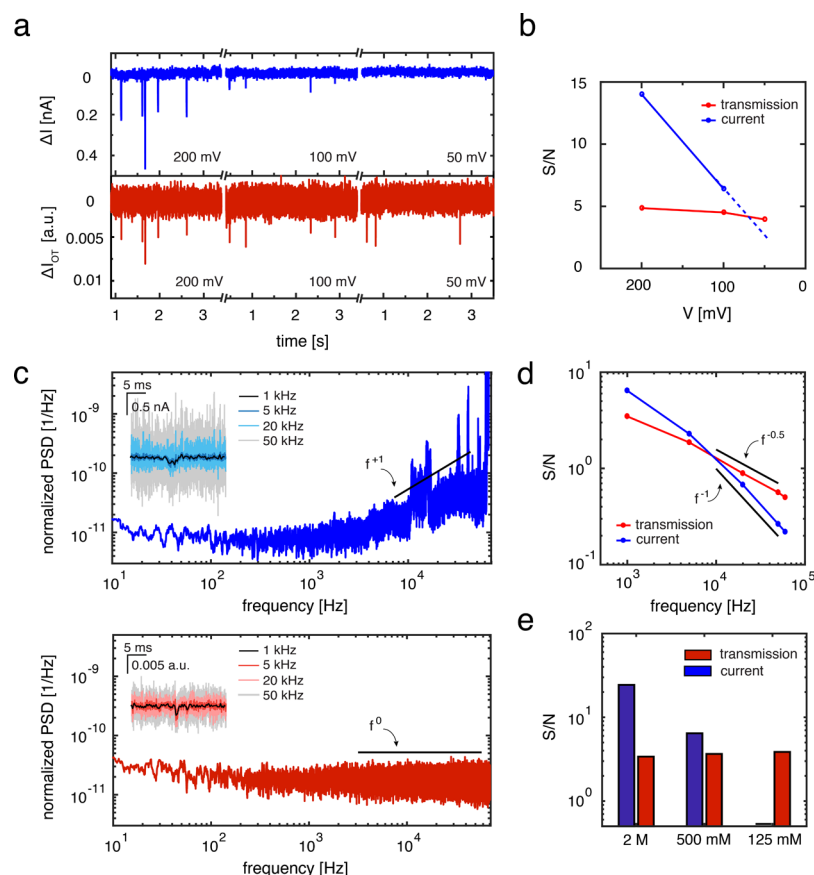 a
ΔI [nA]
0
0.2
0.4
200 mV
100 mV
50 mV
ΔI_OT [a.u.]
0
0.005
0.01
200 mV
100 mV
50 mV
1
2
3
1
2
3
1
2
3
time [s]
b
S/N
15
10
5
0
transmission
current
200
100
0
V [mV]
c
normalized PSD [1/Hz]
10^-9
10^-10
10^-11
5 ms
0.5 nA
1 kHz
5 kHz
20 kHz
50 kHz
f^+1
10^1
10^2
10^3
10^4
frequency [Hz]
normalized PSD [1/Hz]
10^-9
10^-10
10^-11
5 ms
0.005 a.u.
1 kHz
5 kHz
20 kHz
50 kHz
f^0
10^1
10^2
10^3
10^4
frequency [Hz]
d
S/N
10^1
10^0
10^-1
f^-0.5
f^-1
transmission
current
10^3
10^4
10^5
frequency [Hz]
e
S/N
10^2
10^1
10^0
transmission
current
2 M
500 mM
125 mM